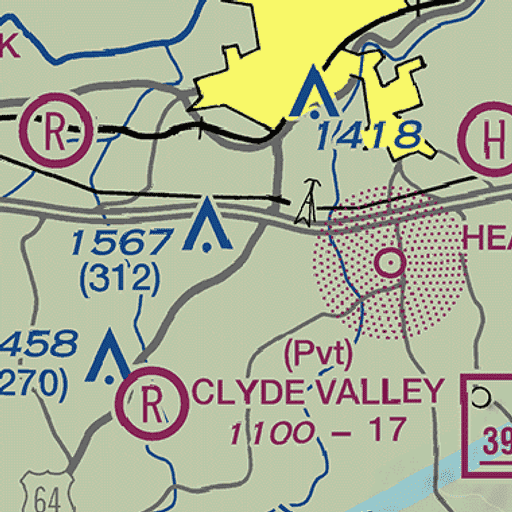 K
R
1418
H
1567
(312)
HEA
458
270)
(Pvt)
R
CLYDE VALLEY
1100 - 17
39
64